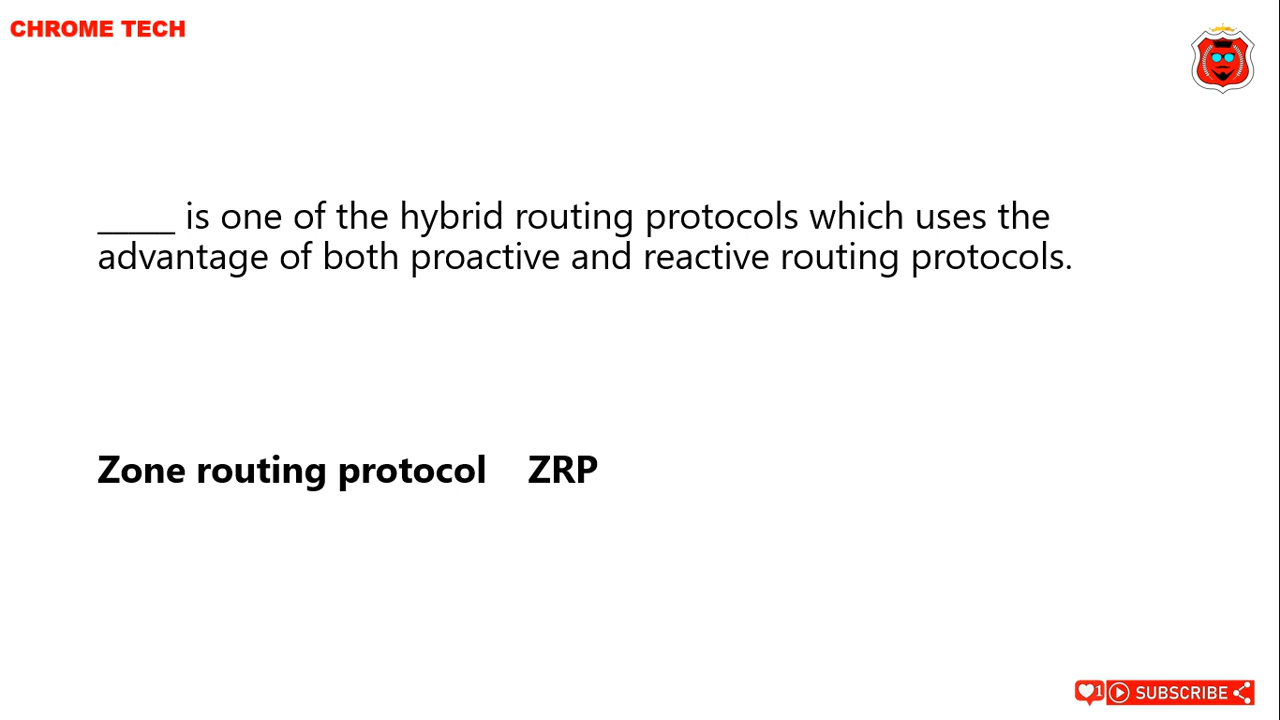 CHROME TECH
_____ is one of the hybrid routing protocols which uses the
advantage of both proactive and reactive routing protocols.
Zone routing protocol ZRP
1 SUBSCRIBE